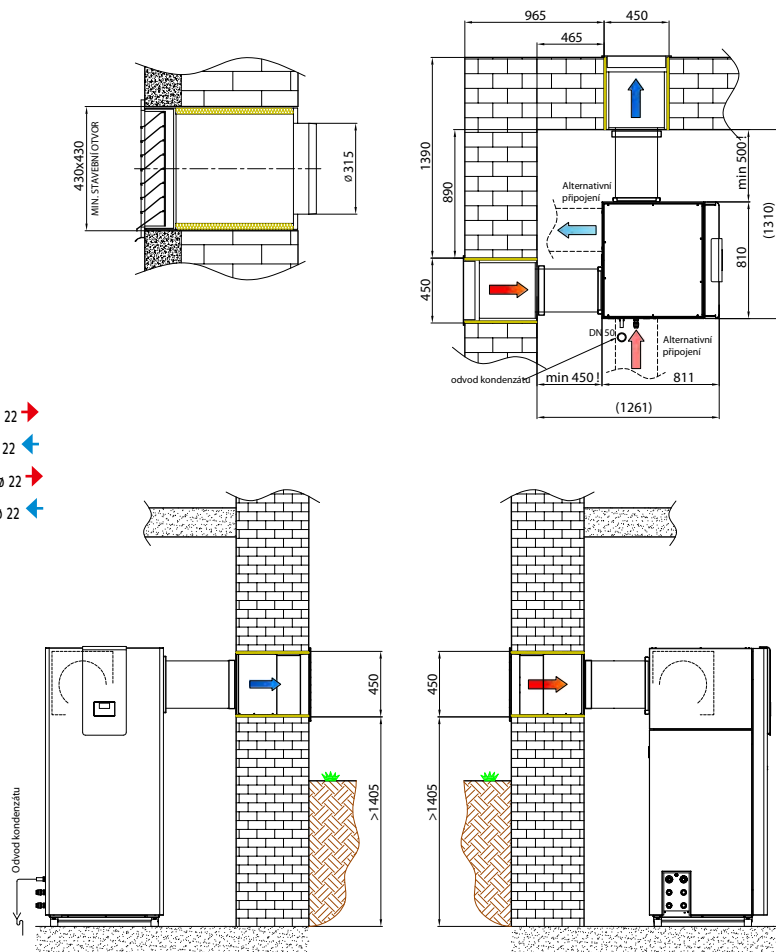 430x430
MIN. STAVEBNÍ OTVOR
Ø 315
965
450
465
1390
890
450
min 500 !
(1310)
810
Alternativní
připojení
DN 50
Alternativní
připojení
odvod kondenzátu
min 450 !
811
(1261)
22
22
ø 22
22
450
>1405
Odvod kondenzátu
450
>1405